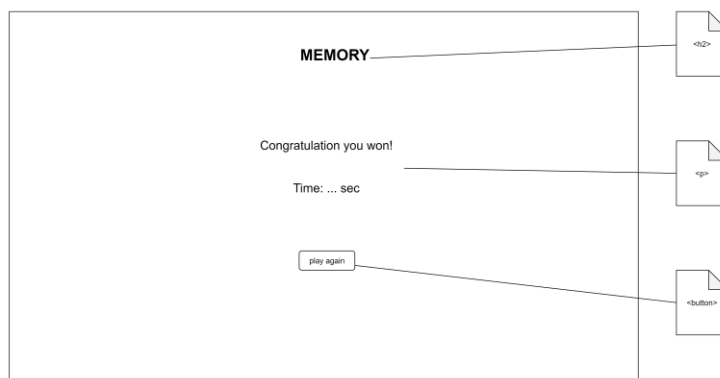 MEMORY
<h2>
Congratulation you won!
<p>
Time: ... sec
play again
<button>